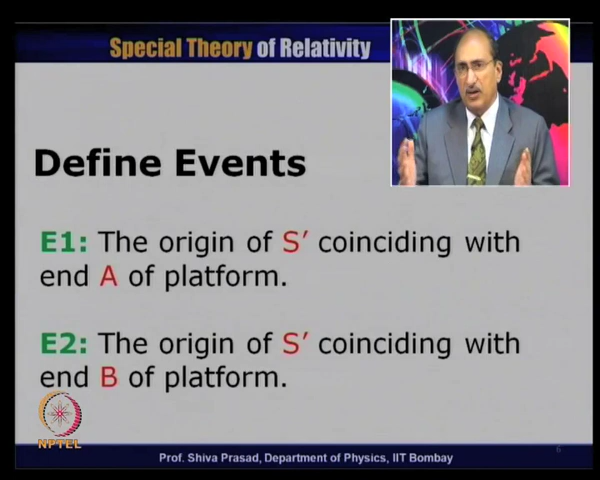 Special Theory of Relativity
Define Events
E1: The origin of S′ coinciding with
end A of platform.
E2: The origin of S′ coinciding with
end B of platform.
NPTEL
6
Prof. Shiva Prasad, Department of Physics, IIT Bombay